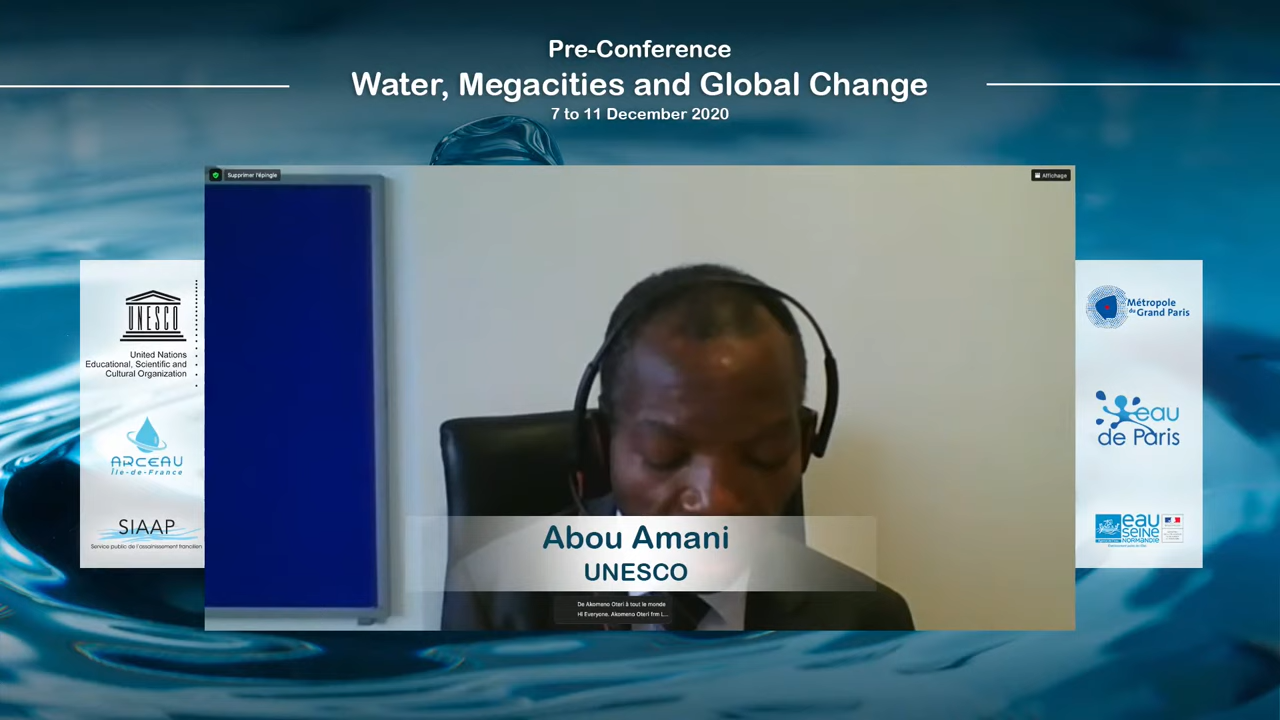 Pre-Conference
Water, Megacities and Global Change
7 to 11 December 2020
Supprimer l'épingle
Affichage
UNESCO
United Nations
Educational, Scientific and
Cultural Organization
ARCEAU
Île-de-France
SIAAP
Service public de l'assainissement francilien
Métropole
du Grand Paris
eau
de Paris
eau
SEINE
NORMANDIE
Abou Amani
UNESCO
De Akomeno Oteri à tout le monde
HI Everyone, Akomeno Oteri frm L...